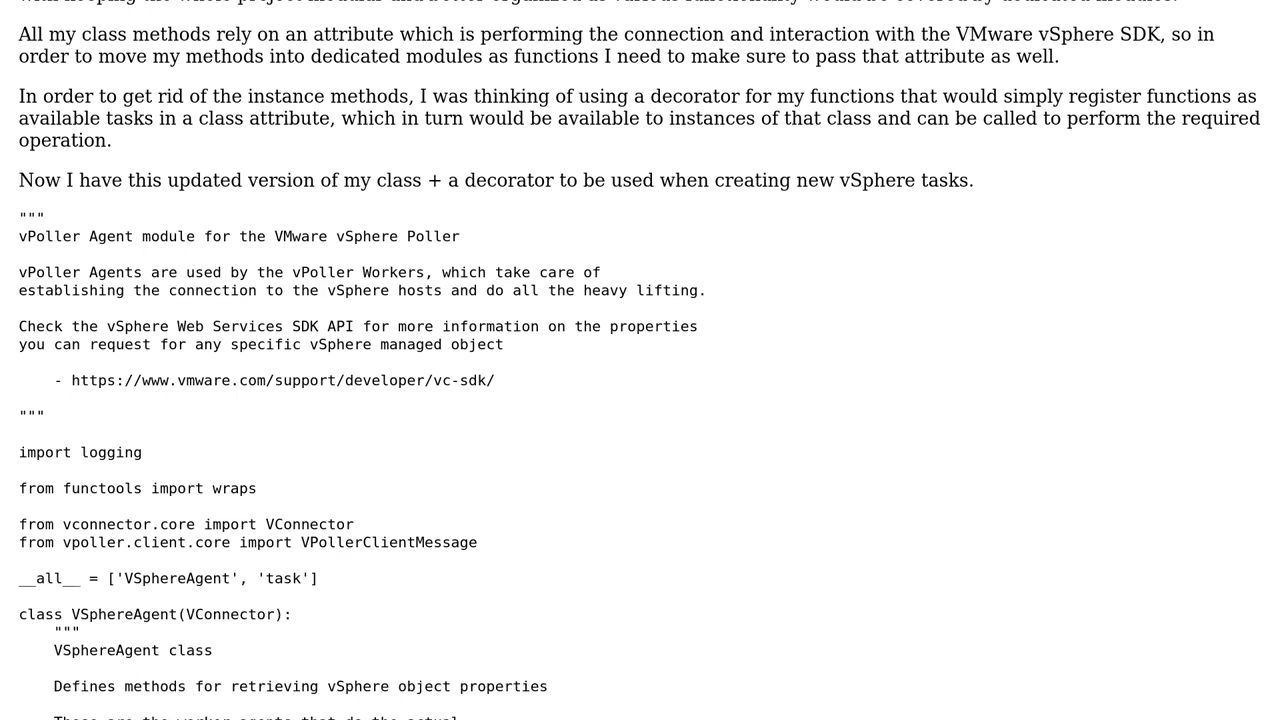 All my class methods rely on an attribute which is performing the connection and interaction with the VMware vSphere SDK, so in
order to move my methods into dedicated modules as functions I need to make sure to pass that attribute as well.
In order to get rid of the instance methods, I was thinking of using a decorator for my functions that would simply register functions as
available tasks in a class attribute, which in turn would be available to instances of that class and can be called to perform the required
operation.
Now I have this updated version of my class + a decorator to be used when creating new vSphere tasks.
"""
vPoller Agent module for the VMware vSphere Poller
vPoller Agents are used by the vPoller Workers, which take care of
establishing the connection to the vSphere hosts and do all the heavy lifting.
Check the vSphere Web Services SDK API for more information on the properties
you can request for any specific vSphere managed object
    - https://www.vmware.com/support/developer/vc-sdk/
"""
import logging
from functools import wraps
from vconnector.core import VConnector
from vpoller.client.core import VPollerClientMessage
__all__ = ['VSphereAgent', 'task']
class VSphereAgent(VConnector):
    """
    VSphereAgent class
    Defines methods for retrieving vSphere object properties